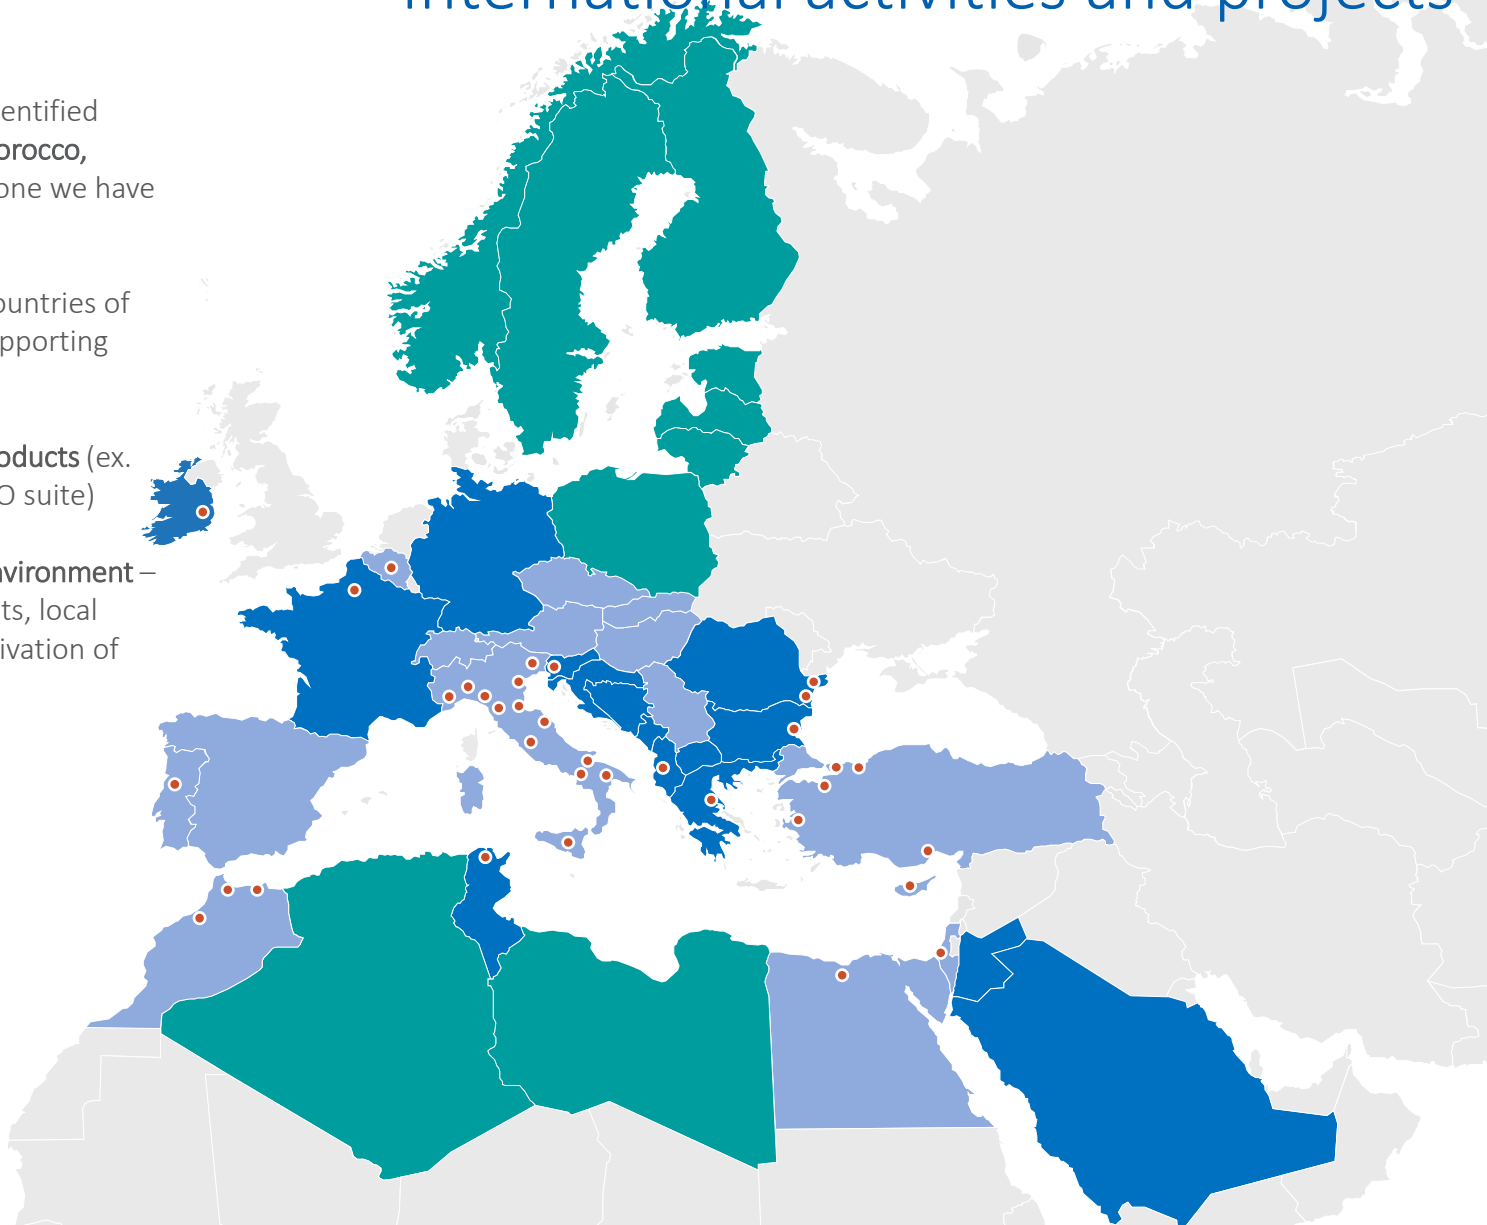 International activities and projects
entified
orocco,
one we have
ountries of
pporting
oducts (ex.
O suite)
nvironment –
ts, local
ivation of